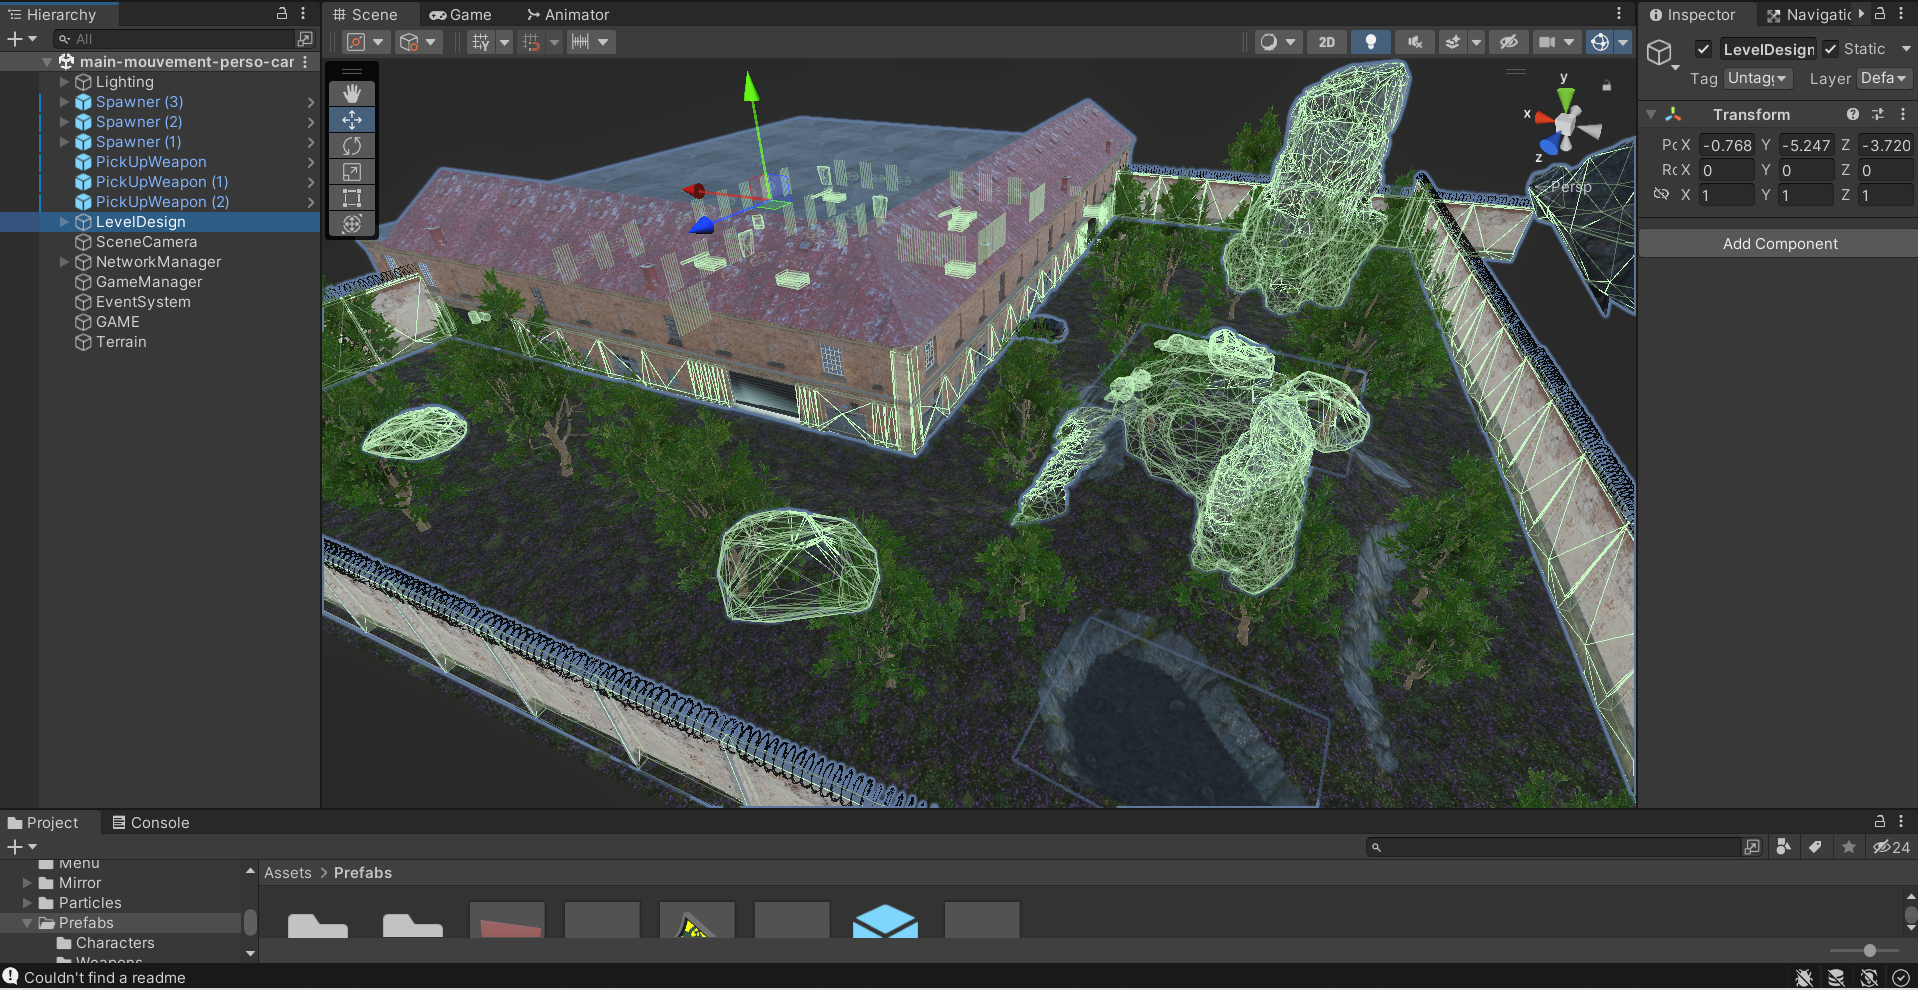 Hierarchy
Scene
Game
Animator
Inspector
Navigatic
All
2D
main-mouvement-perso-car
Lighting
Spawner (3)
Spawner (2)
Spawner (1)
PickUpWeapon
PickUpWeapon (1)
PickUpWeapon (2)
LevelDesign
SceneCamera
NetworkManager
GameManager
EventSystem
GAME
Terrain
y
x
z
Persp
LevelDesign
Static
Tag Untag
Layer Defa
Transform
X -0.768 Y -5.247 Z -3.720
X 0 Y 0 Z 0
X 1 Y 1 Z 1
Add Component
Project
Console
24
Menu
Mirror
Particles
Prefabs
Characters
Weapons
Assets > Prefabs
Couldn't find a readme